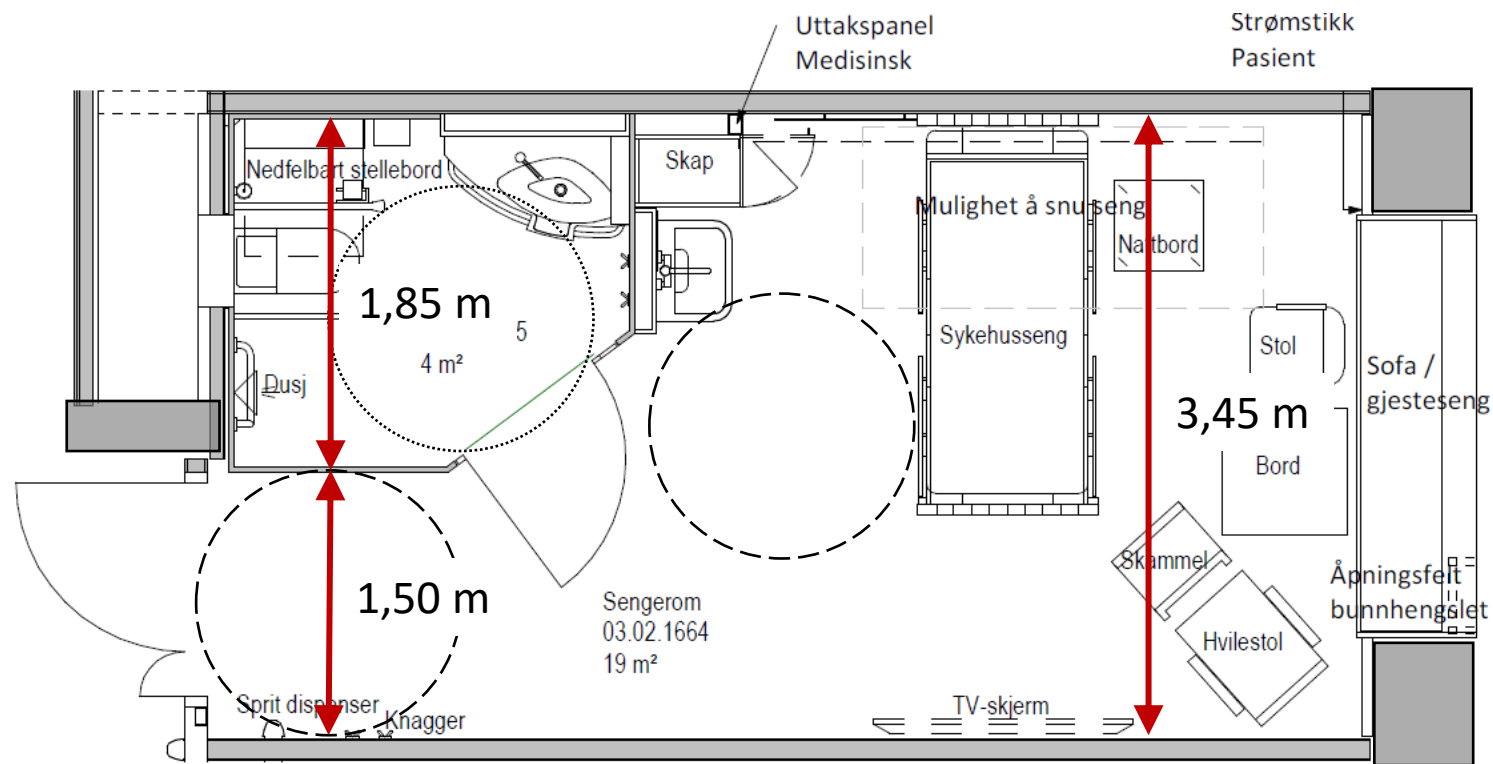 Uttakspanel
Medisinsk
Strømstikk
Pasient
Nedfelbart stellebord
Skap
Mulighet å snu seng
Nattbord
1,85 m
5
4 m²
Dusj
Sykehusseng
Stol
Sofa /
gjesteseng
3,45 m
Bord
Skammel
Åpningsfelt
bunnhengslet
1,50 m
Sengerom
03.02.1664
19 m²
Hvilestol
Sprit dispenser
Knagger
TV-skjerm